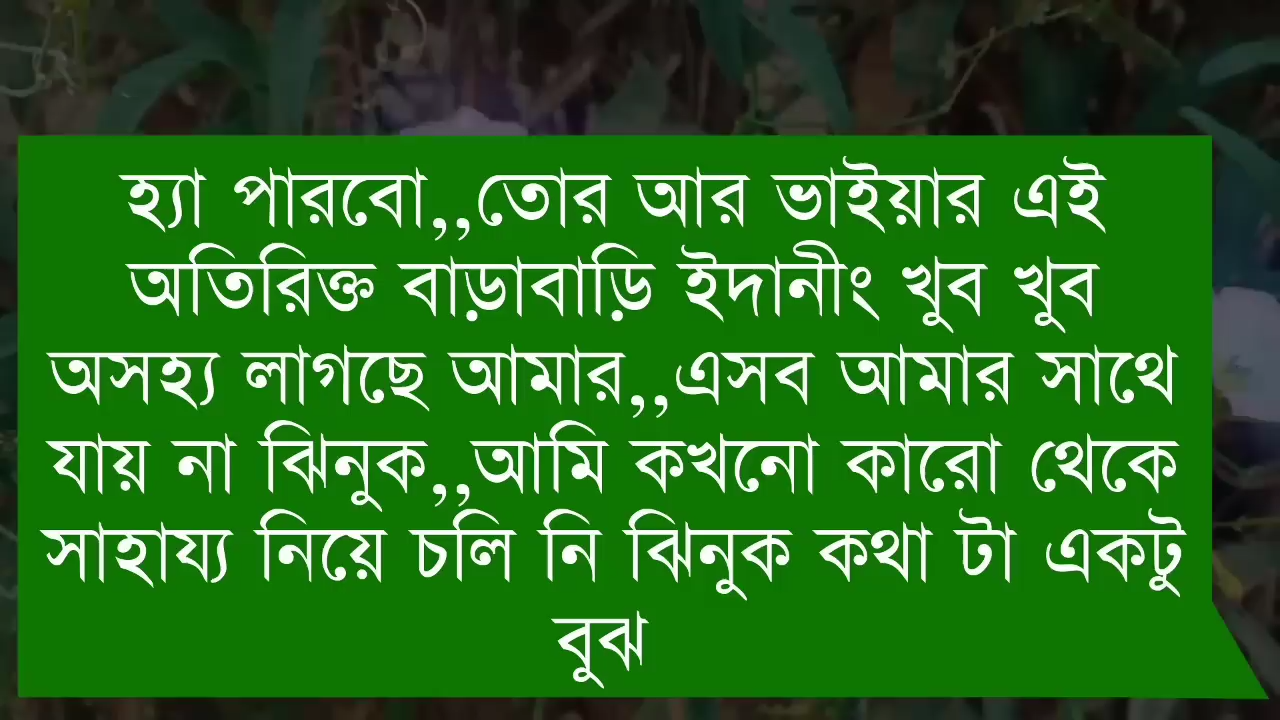 হ্যা পারবো,,তোর আর ভাইয়ার এই
অতিরিক্ত বাড়াবাড়ি ইদানীং খুব খুব
অসহ্য লাগছে আমার,,এসব আমার সাথে
যায় না ঝিনুক,,আমি কখনো কারো থেকে
সাহায্য নিয়ে চলি নি ঝিনুক কথা টা একটু
বুঝ